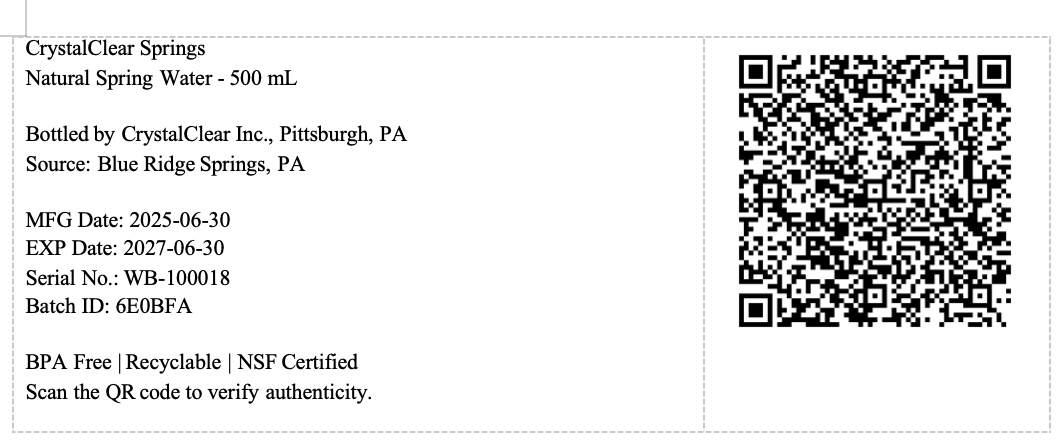 CrystalClear Springs
Natural Spring Water - 500 mL
Bottled by CrystalClear Inc., Pittsburgh, PA
Source: Blue Ridge Springs, PA
MFG Date: 2025-06-30
EXP Date: 2027-06-30
Serial No.: WB-100018
Batch ID: 6E0BFA
BPA Free | Recyclable | NSF Certified
Scan the QR code to verify authenticity.